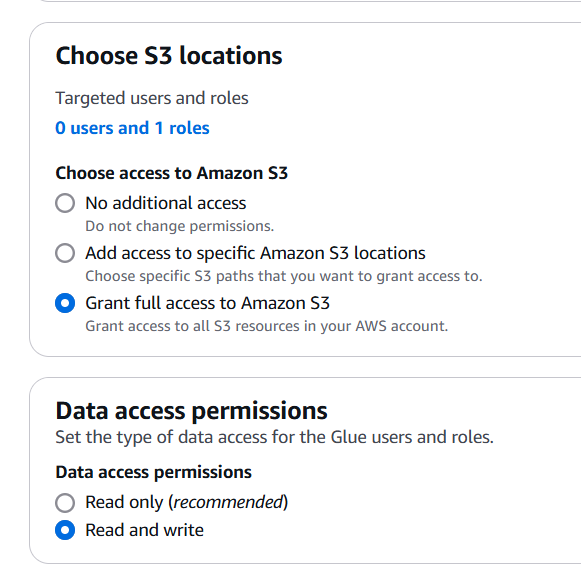 Choose S3 locations
Targeted users and roles
0 users and 1 roles
Choose access to Amazon S3
No additional access
Do not change permissions.
Add access to specific Amazon S3 locations
Choose specific S3 paths that you want to grant access to.
Grant full access to Amazon S3
Grant access to all S3 resources in your AWS account.
Data access permissions
Set the type of data access for the Glue users and roles.
Data access permissions
Read only (recommended)
Read and write